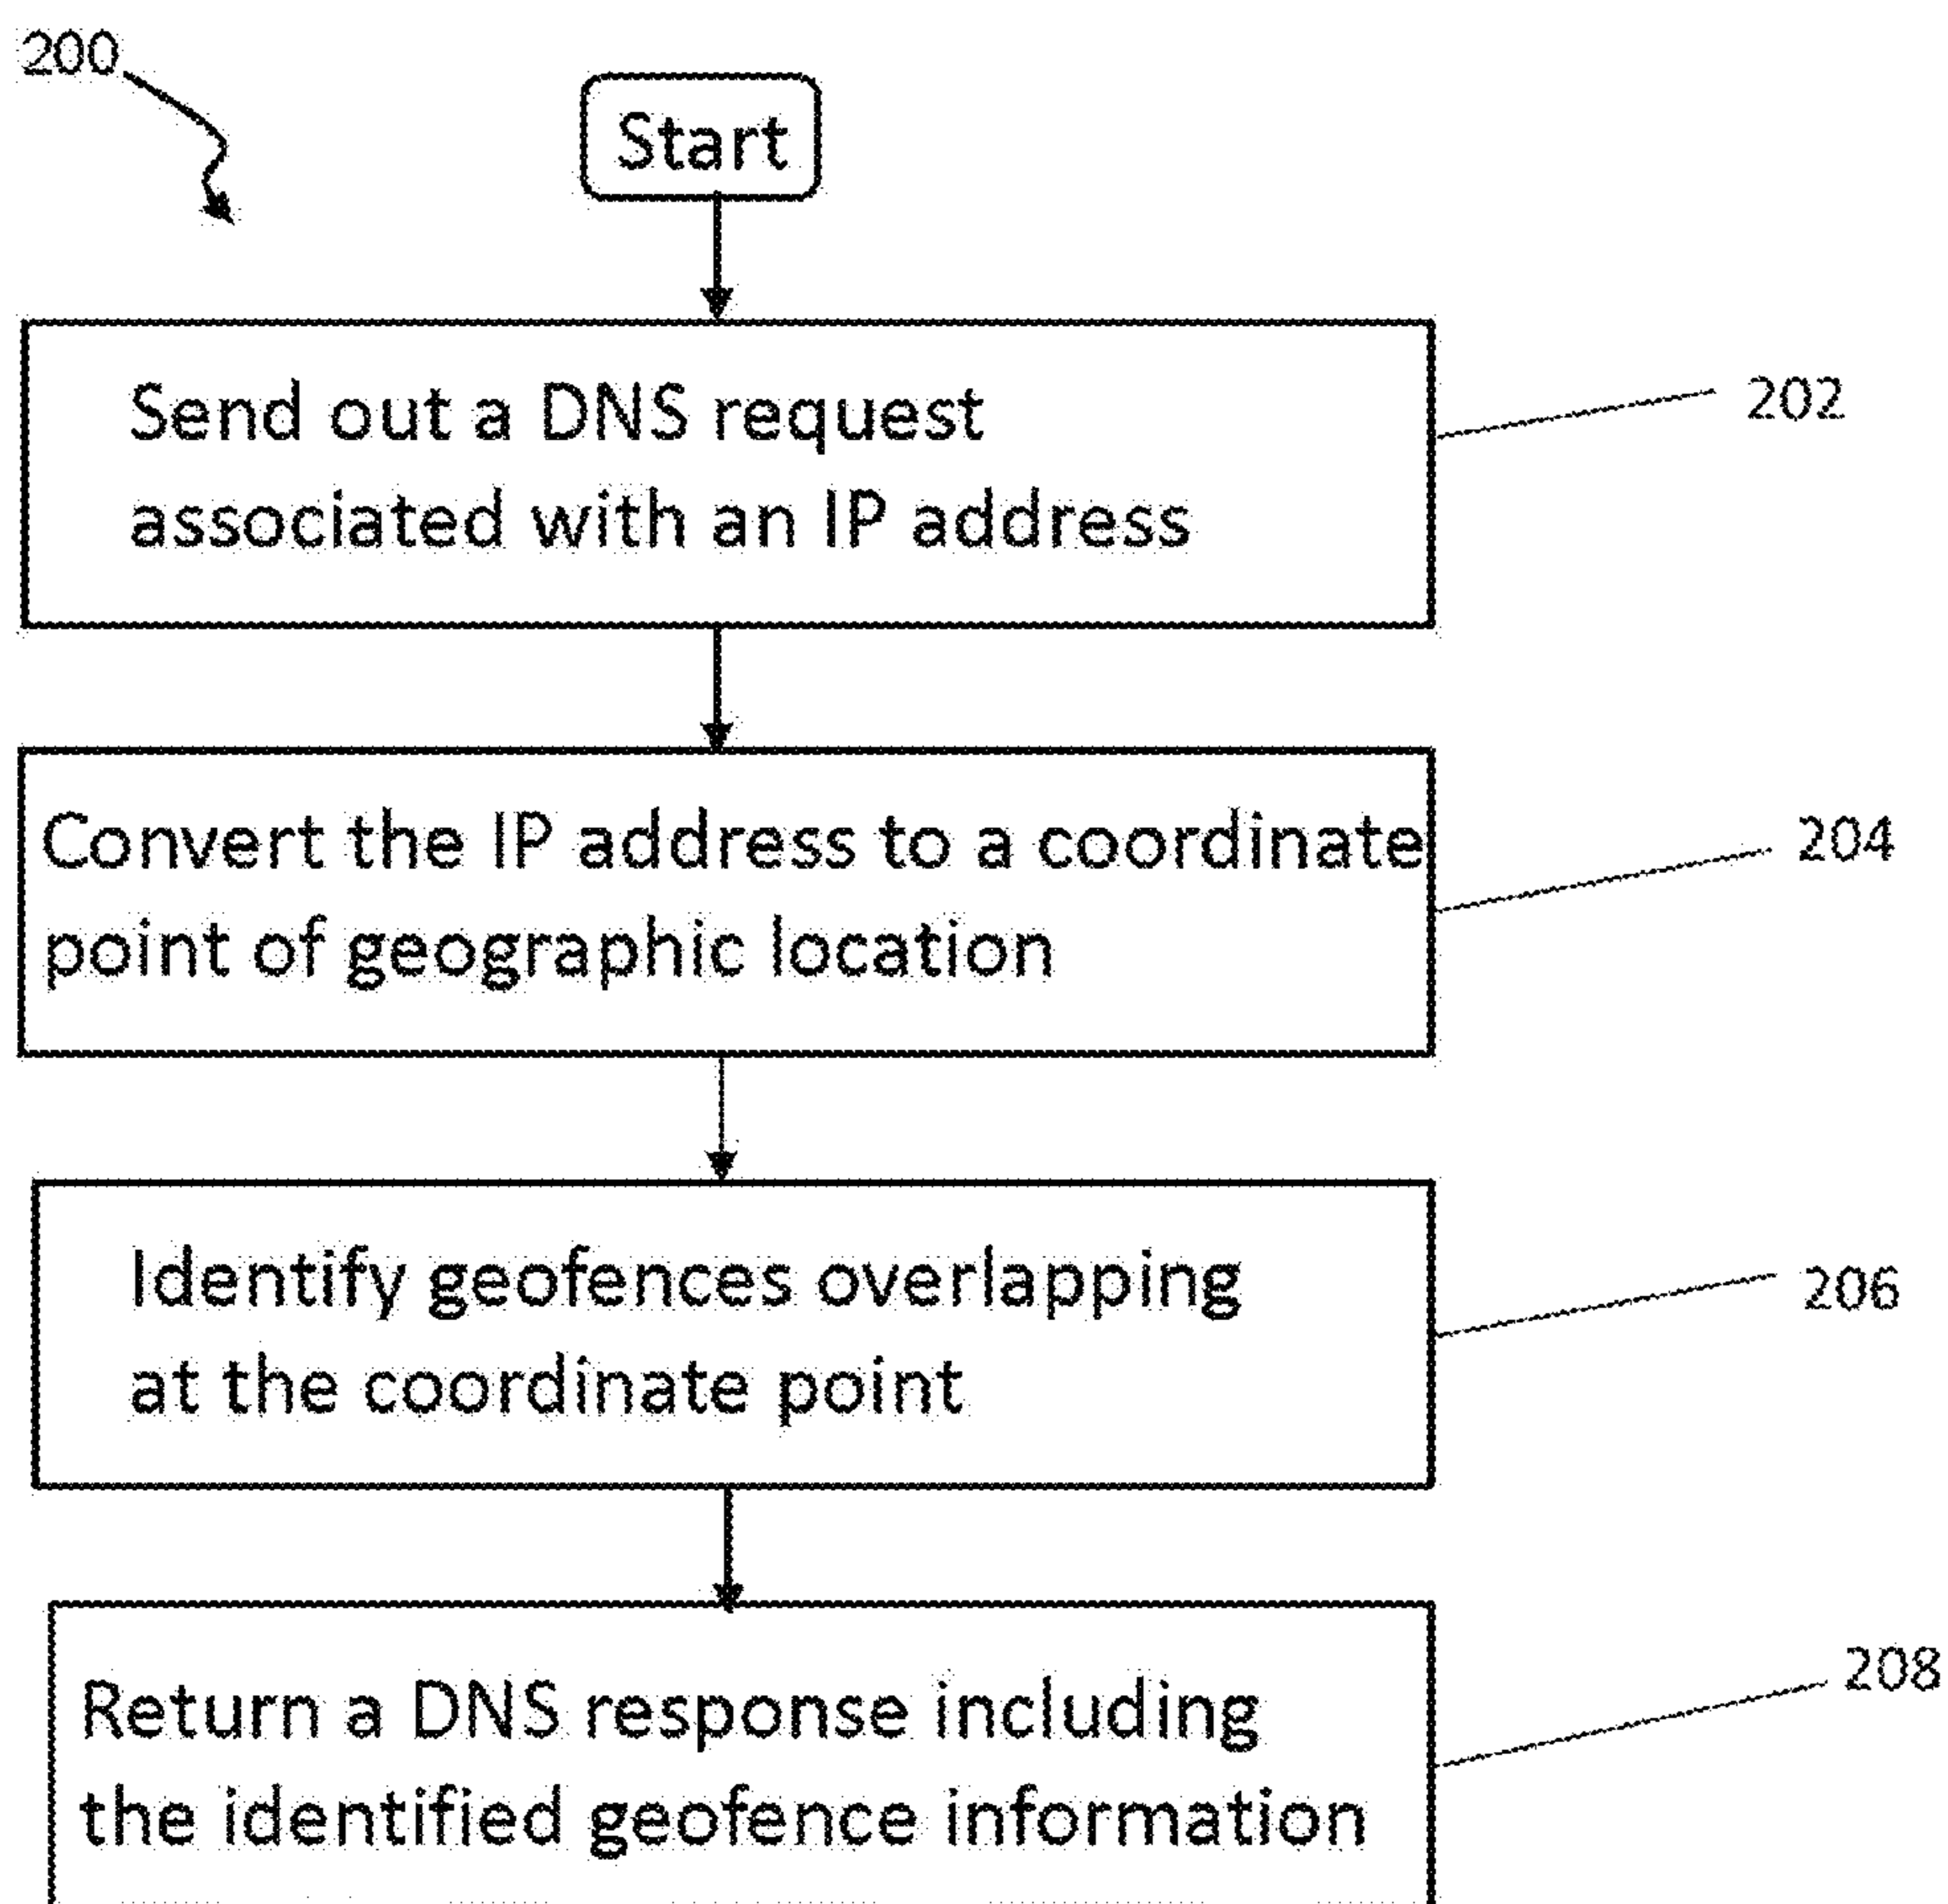 200
Start
Send out a DNS request
associated with an IP address
202
Convert the IP address to a coordinate
point of geographic location
204
Identify geofences overlapping
at the coordinate point
206
Return a DNS response including
the identified geofence information
208